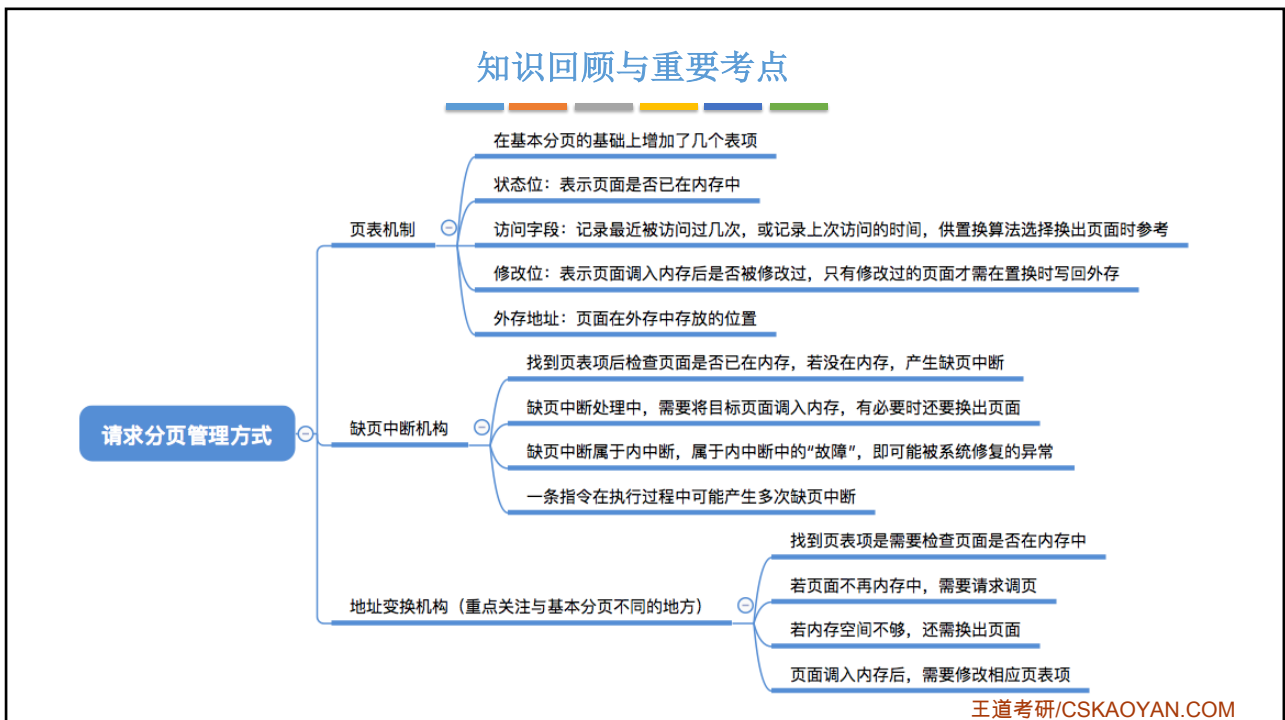 知识回顾与重要考点
在基本分页的基础上增加了几个表项
状态位：表示页面是否已在内存中
页表机制
访问字段：记录最近被访问过几次，或记录上次访问的时间，供置换算法选择换出页面时参考
修改位：表示页面调入内存后是否被修改过，只有修改过的页面才需在置换时写回外存
外存地址：页面在外存中存放的位置
请求分页管理方式
找到页表项后检查页面是否已在内存，若没在内存，产生缺页中断
缺页中断机构
缺页中断处理中，需要将目标页面调入内存，有必要时还要换出页面
缺页中断属于内中断，属于内中断中的“故障”，即可能被系统修复的异常
一条指令在执行过程中可能产生多次缺页中断
地址变换机构（重点关注与基本分页不同的地方）
找到页表项是需要检查页面是否在内存中
若页面不再内存中，需要请求调页
若内存空间不够，还需换出页面
页面调入内存后，需要修改相应页表项
王道考研/CSKAOYAN.COM